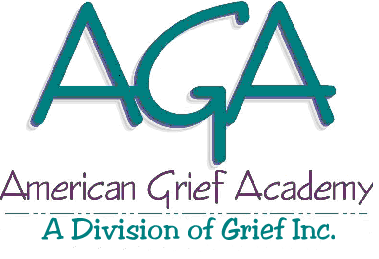 AGA
American Grief Academy
A Division of Grief Inc.